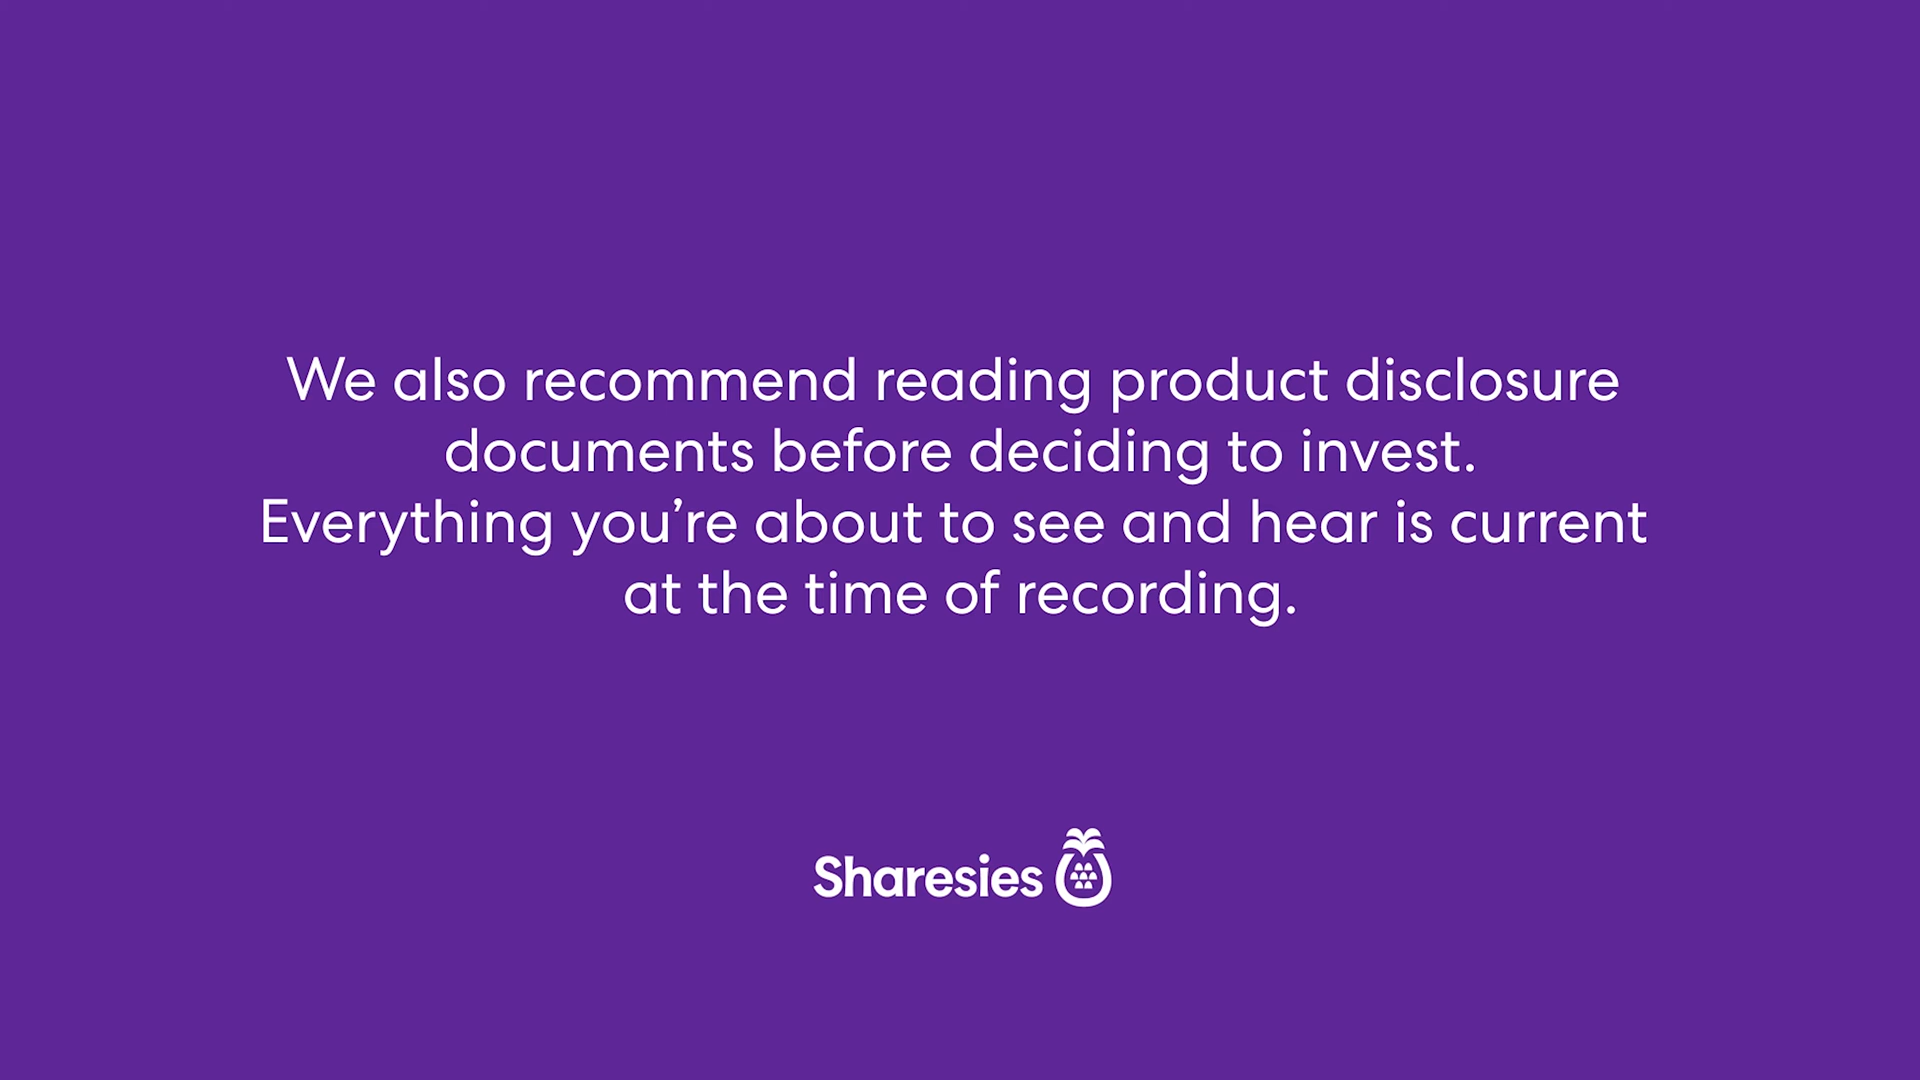 We also recommend reading product disclosure
documents before deciding to invest.
Everything you’re about to see and hear is current
at the time of recording.
Sharesies